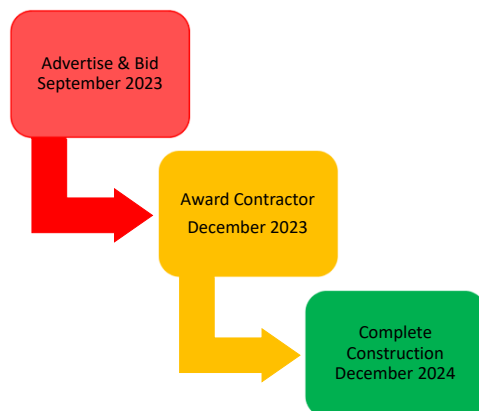 Advertise & Bid
September 2023
Award Contractor
December 2023
Complete
Construction
December 2024